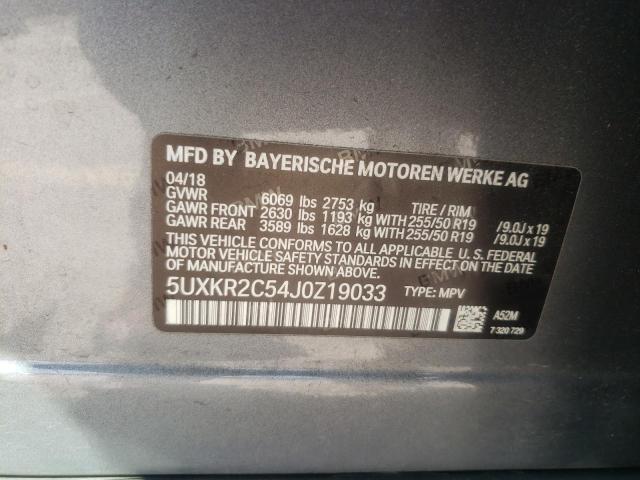 MFD BY BAYERISCHE MOTOREN WERKE AG
04/18
GVWR 6069 lbs 2753 kg TIRE / RIM
GAWR FRONT 2630 lbs 1193 kg WITH 255/50 R19 /9.0J x 19
GAWR REAR 3589 lbs 1628 kg WITH 255/50 R19 /9.0J x 19
THIS VEHICLE CONFORMS TO ALL APPLICABLE U. S. FEDERAL
MOTOR VEHICLE SAFETY STANDARDS IN EFFECT ON THE
DATE OF MANUFACTURE SHOWN ABOVE.
5UXKR2C54J0Z19033 TYPE: MPV
A52M
7 320 729